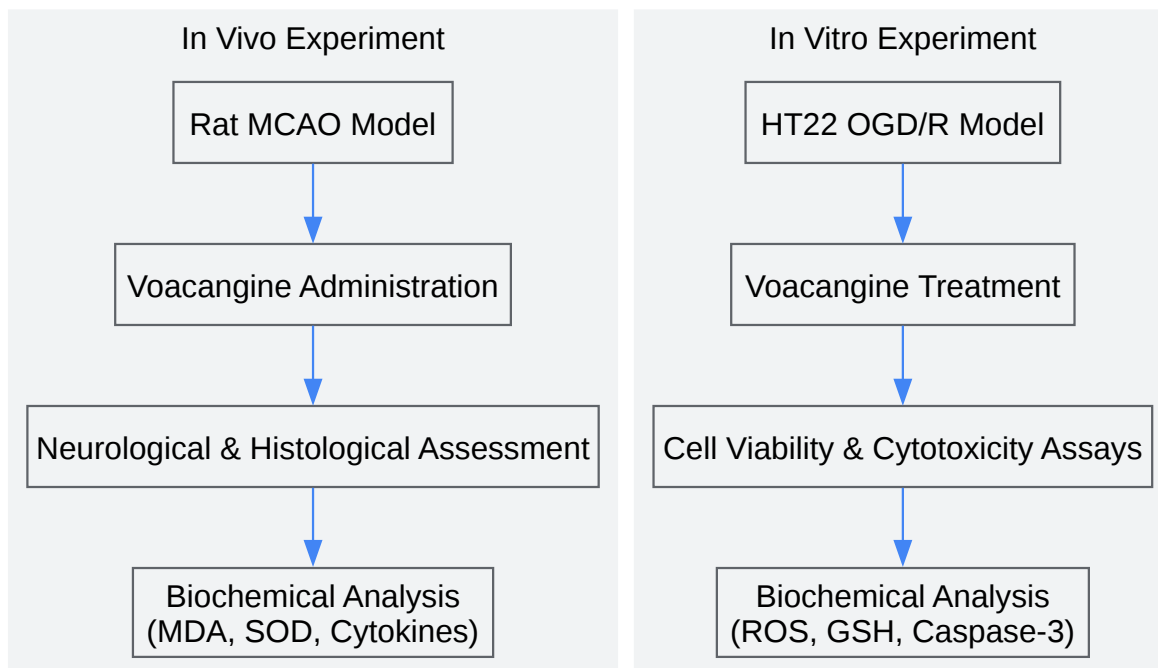 In Vivo Experiment
Rat MCAO Model
Voacangine Administration
Neurological & Histological Assessment
Biochemical Analysis
(MDA, SOD, Cytokines)
In Vitro Experiment
HT22 OGD/R Model
Voacangine Treatment
Cell Viability & Cytotoxicity Assays
Biochemical Analysis
(ROS, GSH, Caspase-3)